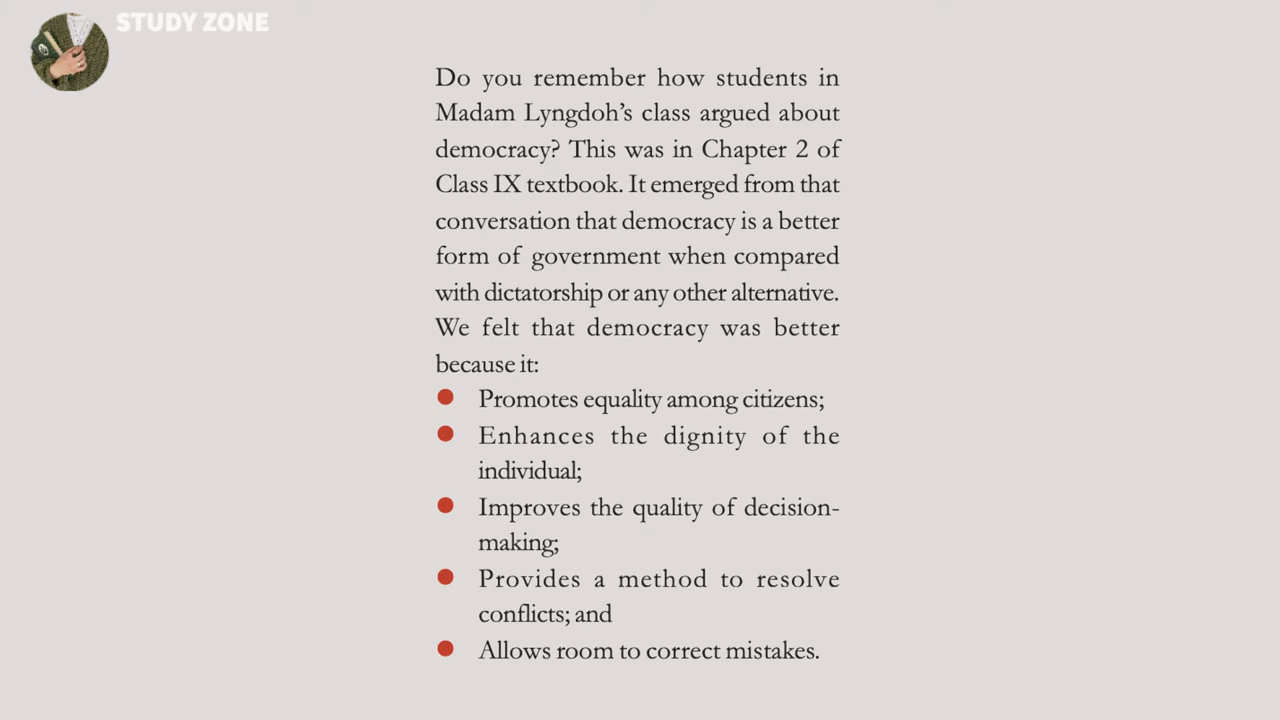 STUDY ZONE
Do you remember how students in
Madam Lyngdoh’s class argued about
democracy? This was in Chapter 2 of
Class IX textbook. It emerged from that
conversation that democracy is a better
form of government when compared
with dictatorship or any other alternative.
We felt that democracy was better
because it:
● Promotes equality among citizens;
● Enhances the dignity of the
individual;
● Improves the quality of decision-
making;
● Provides a method to resolve
conflicts; and
● Allows room to correct mistakes.